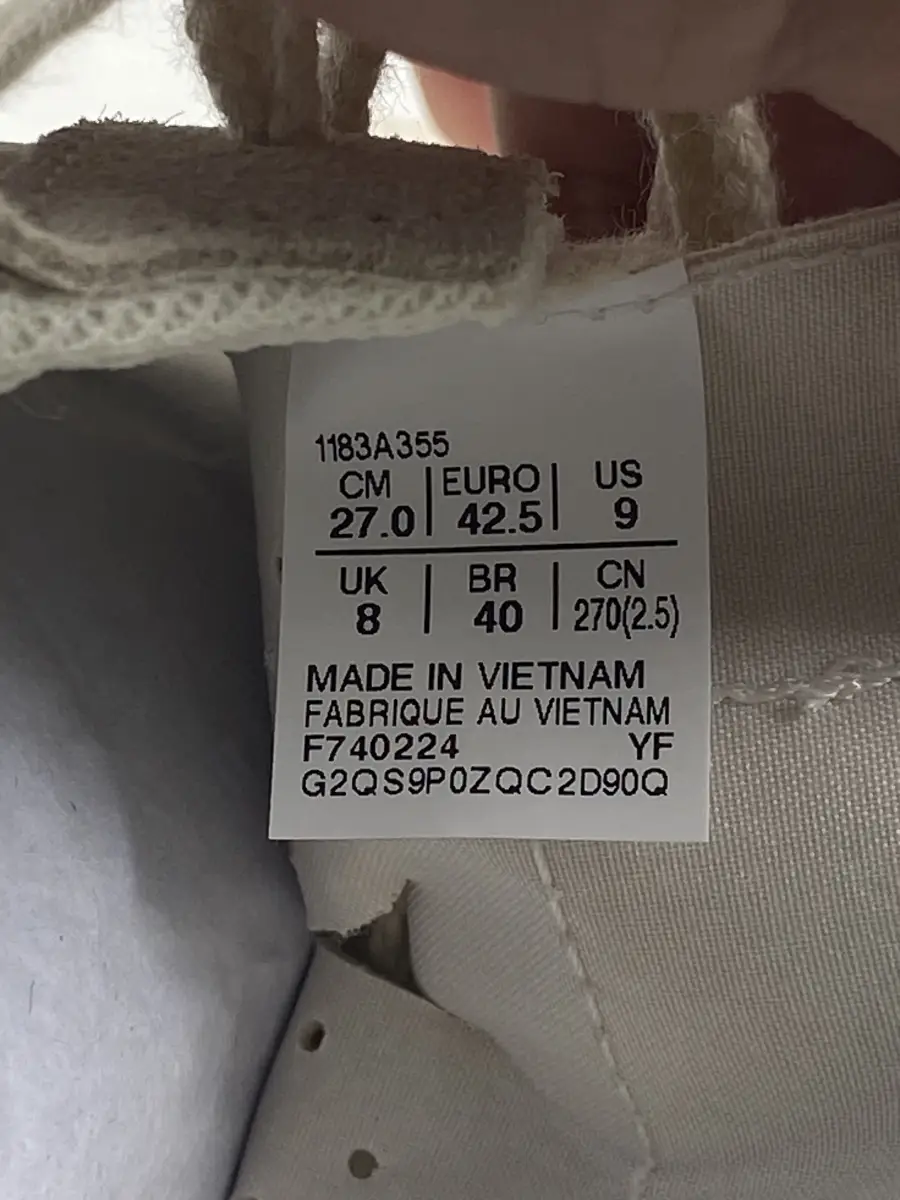 1183A355
CM | EURO | US
27.0 | 42.5 | 9
UK | BR | CN
8 | 40 | 270(2.5)
MADE IN VIETNAM
FABRIQUE AU VIETNAM
F740224 YF
G2QS9P0ZQC2D90Q